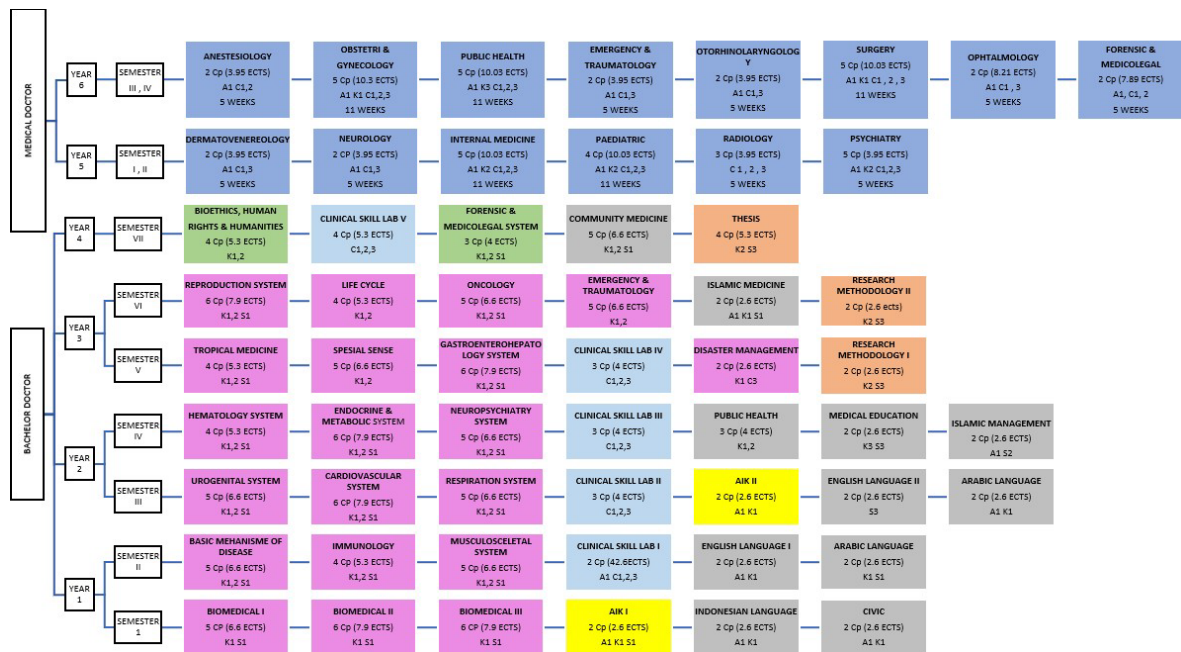 MEDICAL DOCTOR
YEAR
6
SEMESTER
III , IV
ANESTESIOLOGY
2 Cp (3.95 ECTS)
A1 C1,2
5 WEEKS
OBSTETRI &
GYNECOLOGY
5 Cp (10.3 ECTS)
A1 K1 C1,2,3
11 WEEKS
PUBLIC HEALTH
5 Cp (10.03 ECTS)
A1 K3 C1,2,3
11 WEEKS
EMERGENCY &
TRAUMATOLOGY
2 Cp (3.95 ECTS)
A1 C1,3
5 WEEKS
OTORHINOLARYNGOLOG
Y
2 Cp (3.95 ECTS)
A1 C1,3
5 WEEKS
SURGERY
5 Cp (10.03 ECTS)
A1 K1 C1 , 2 , 3
11 WEEKS
OPHTALMOLOGY
2 Cp (8.21 ECTS)
A1 C1 , 3
5 WEEKS
FORENSIC &
MEDICOLEGAL
2 Cp (7.89 ECTS)
A1, C1, 2
5 WEEKS
YEAR
5
SEMESTER
I , II
DERMATOVENEREOLOGY
2 Cp (3.95 ECTS)
A1 C1,3
5 WEEKS
NEUROLOGY
2 CP (3.95 ECTS)
A1 C1,3
5 WEEKS
INTERNAL MEDICINE
5 Cp (10.03 ECTS)
A1 K2 C1,2,3
11 WEEKS
PAEDIATRIC
4 Cp (10.03 ECTS)
A1 K2 C1,2,3
11 WEEKS
RADIOLOGY
3 Cp (3.95 ECTS)
C 1 , 2 , 3
5 WEEKS
PSYCHIATRY
5 Cp (3.95 ECTS)
A1 K2 C1,2,3
5 WEEKS
BACHELOR DOCTOR
YEAR
4
SEMESTER
VII
BIOETHICS, HUMAN
RIGHTS & HUMANITIES
4 Cp (5.3 ECTS)
K1,2
CLINICAL SKILL LAB V
4 Cp (5.3 ECTS)
C1,2,3
FORENSIC &
MEDICOLEGAL SYSTEM
3 Cp (4 ECTS)
K1,2 S1
COMMUNITY MEDICINE
5 Cp (6.6 ECTS)
K1,2 S1
THESIS
4 Cp (5.3 ECTS)
K2 S3
YEAR
3
SEMESTER
VI
REPRODUCTION SYSTEM
6 Cp (7.9 ECTS)
K1,2 S1
LIFE CYCLE
4 Cp (5.3 ECTS)
K1,2
ONCOLOGY
5 Cp (6.6 ECTS)
K1,2 S1
EMERGENCY &
TRAUMATOLOGY
5 Cp (6.6 ECTS)
K1,2
ISLAMIC MEDICINE
2 Cp (2.6 ECTS)
A1 K1 S1
RESEARCH
METHODOLOGY II
2 Cp (2.6 ects)
K2 S3
SEMESTER
V
TROPICAL MEDICINE
4 Cp (5.3 ECTS)
K1,2 S1
SPESIAL SENSE
5 Cp (6.6 ECTS)
K1,2
GASTROENTEROHEPATO
LOGY SYSTEM
6 Cp (7.9 ECTS)
K1,2 S1
CLINICAL SKILL LAB IV
3 Cp (4 ECTS)
C1,2,3
DISASTER MANAGEMENT
2 Cp (2.6 ECTS)
K1 C3
RESEARCH
METHODOLOGY I
2 Cp (2.6 ECTS)
K2 S3
YEAR
2
SEMESTER
IV
HEMATOLOGY SYSTEM
4 Cp (5.3 ECTS)
K1,2 S1
ENDOCRINE &
METABOLIC SYSTEM
6 Cp (7.9 ECTS)
K1,2 S1
NEUROPSYCHIATRY
SYSTEM
5 Cp (6.6 ECTS)
K1,2 S1
CLINICAL SKILL LAB III
3 Cp (4 ECTS)
C1,2,3
PUBLIC HEALTH
3 Cp (4 ECTS)
K1,2
MEDICAL EDUCATION
2 Cp (2.6 ECTS)
K3 S3
ISLAMIC MANAGEMENT
2 Cp (2.6 ECTS)
A1 S2
SEMESTER
III
UROGENITAL SYSTEM
5 Cp (6.6 ECTS)
K1,2 S1
CARDIOVASCULAR
SYSTEM
6 CP (7.9 ECTS)
K1,2 S1
RESPIRATION SYSTEM
5 Cp (6.6 ECTS)
K1,2 S1
CLINICAL SKILL LAB II
3 Cp (4 ECTS)
C1,2,3
AIK II
2 Cp (2.6 ECTS)
A1 K1
ENGLISH LANGUAGE II
2 Cp (2.6 ECTS)
S3
ARABIC LANGUAGE
2 Cp (2.6 ECTS)
A1 K1
YEAR
1
SEMESTER
II
BASIC MEHANISME OF
DISEASE
5 Cp (6.6 ECTS)
K1,2 S1
IMMUNOLOGY
4 Cp (5.3 ECTS)
K1,2 S1
MUSCULOSCELETAL
SYSTEM
5 Cp (6.6 ECTS)
K1,2 S1
CLINICAL SKILL LAB I
2 Cp (42.6ECTS)
A1 C1,2,3
ENGLISH LANGUAGE I
2 Cp (2.6 ECTS)
A1 K1
ARABIC LANGUAGE
2 Cp (2.6 ECTS)
K1 S1
SEMESTER
1
BIOMEDICAL I
5 CP (6.6 ECTS)
K1 S1
BIOMEDICAL II
6 Cp (7.9 ECTS)
K1 S1
BIOMEDICAL III
6 CP (7.9 ECTS)
K1 S1
AIK I
2 Cp (2.6 ECTS)
A1 K1 S1
INDONESIAN LANGUAGE
2 Cp (2.6 ECTS)
A1 K1
CIVIC
2 Cp (2.6 ECTS)
A1 K1